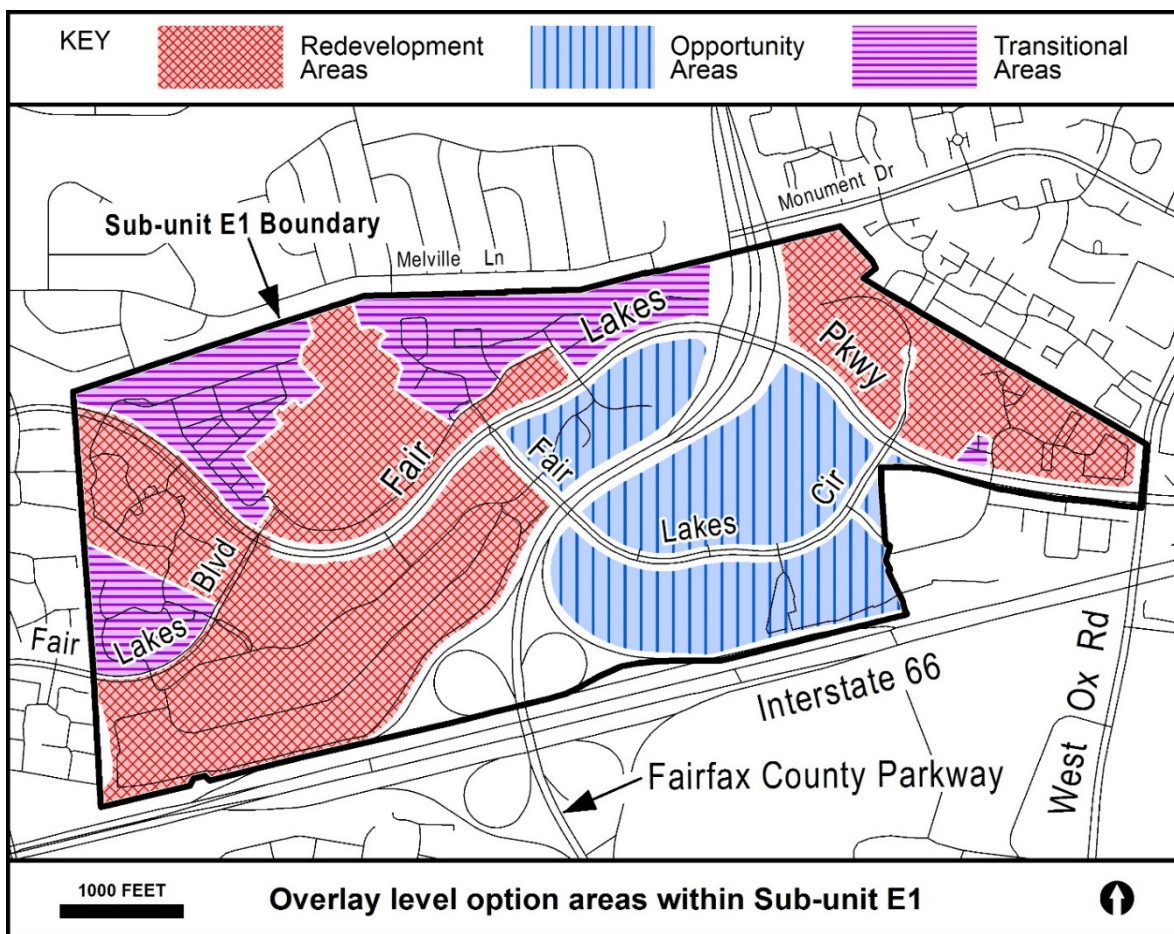 KEY
Redevelopment
Areas
Opportunity
Areas
Transitional
Areas
Monument Dr
Sub-unit E1 Boundary
Melville Ln
Lakes
Pkwy
Fair
Fair
Cir
Lakes
Blvd
Fair
Lakes
Interstate 66
West Ox Rd
Fairfax County Parkway
1000 FEET
Overlay level option areas within Sub-unit E1